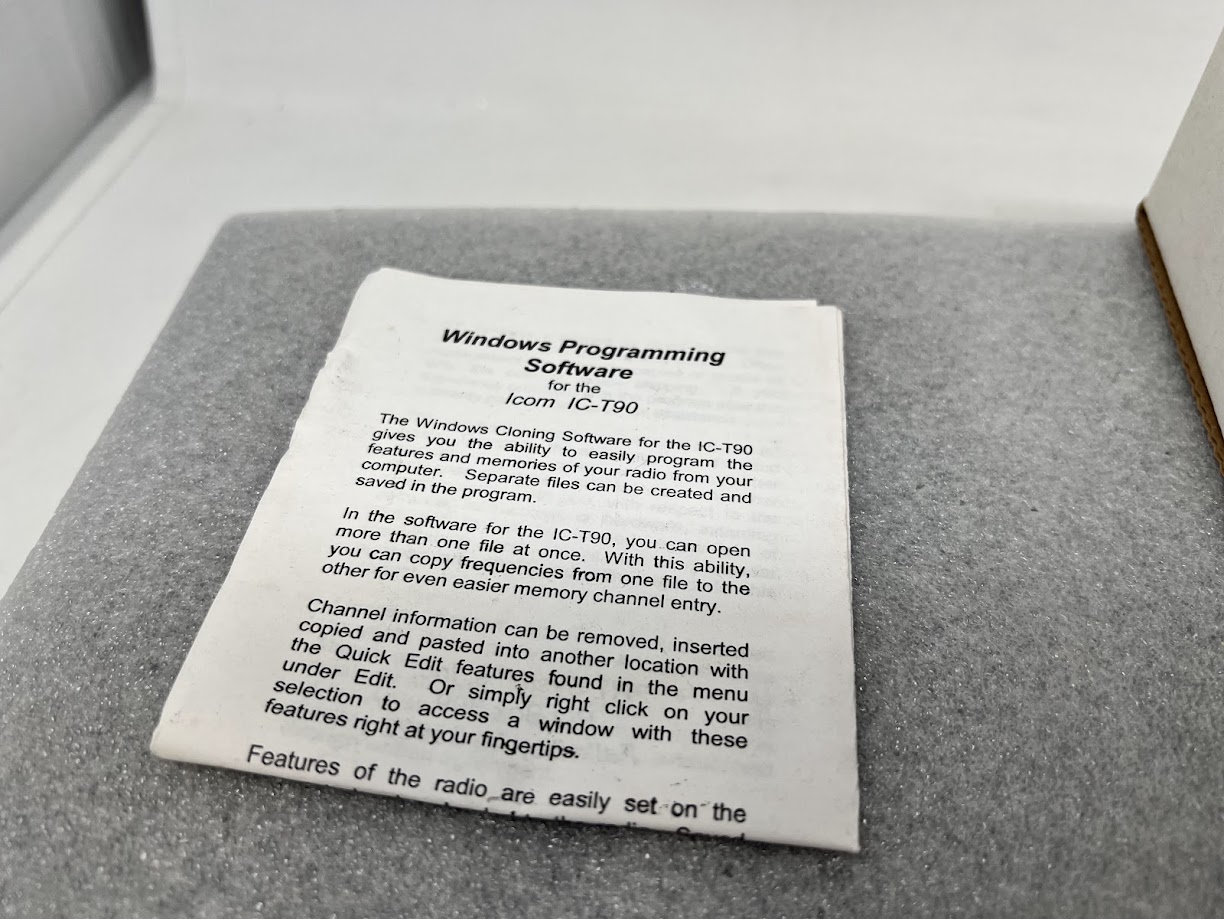 Windows Programming
Software
for the
Icom IC-T90
The Windows Cloning Software for the IC-T90
gives you the ability to easily program the
features and memories of your radio from your
computer. Separate files can be created and
saved in the program.
In the software for the IC-T90, you can open
more than one file at once. With this ability,
you can copy frequencies from one file to the
other for even easier memory channel entry.
Channel information can be removed, inserted
copied and pasted into another location with
the Quick Edit features found in the menu
under Edit. Or simply right click on your
selection to access a window with these
features right at your fingertips.
Features of the radio are easily set on the